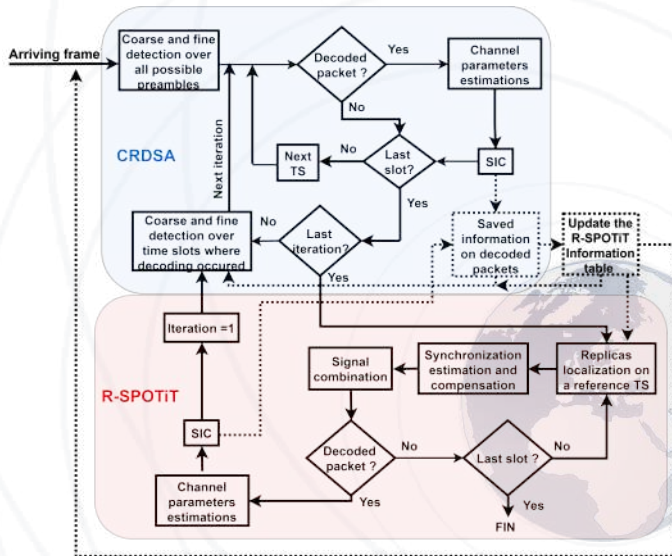 Arriving frame
Coarse and fine
detection over
all possible
preambles
Decoded
packet ?
Yes
Channel
parameters
estimations
No
CRDSA
Next iteration
Next
TS
No
Last
slot?
SIC
Yes
Coarse and fine
detection over
time slots where
decoding occured
No
Last
iteration?
Yes
Saved
information
on decoded
packets
Update the
R-SPOTiT
Information
table
Iteration =1
R-SPOTiT
Signal
combination
Synchronization
estimation and
compensation
Replicas
localization on
a reference TS
SIC
Decoded
packet ?
No
Last slot ?
No
Channel
parameters
estimations
Yes
Yes
FIN